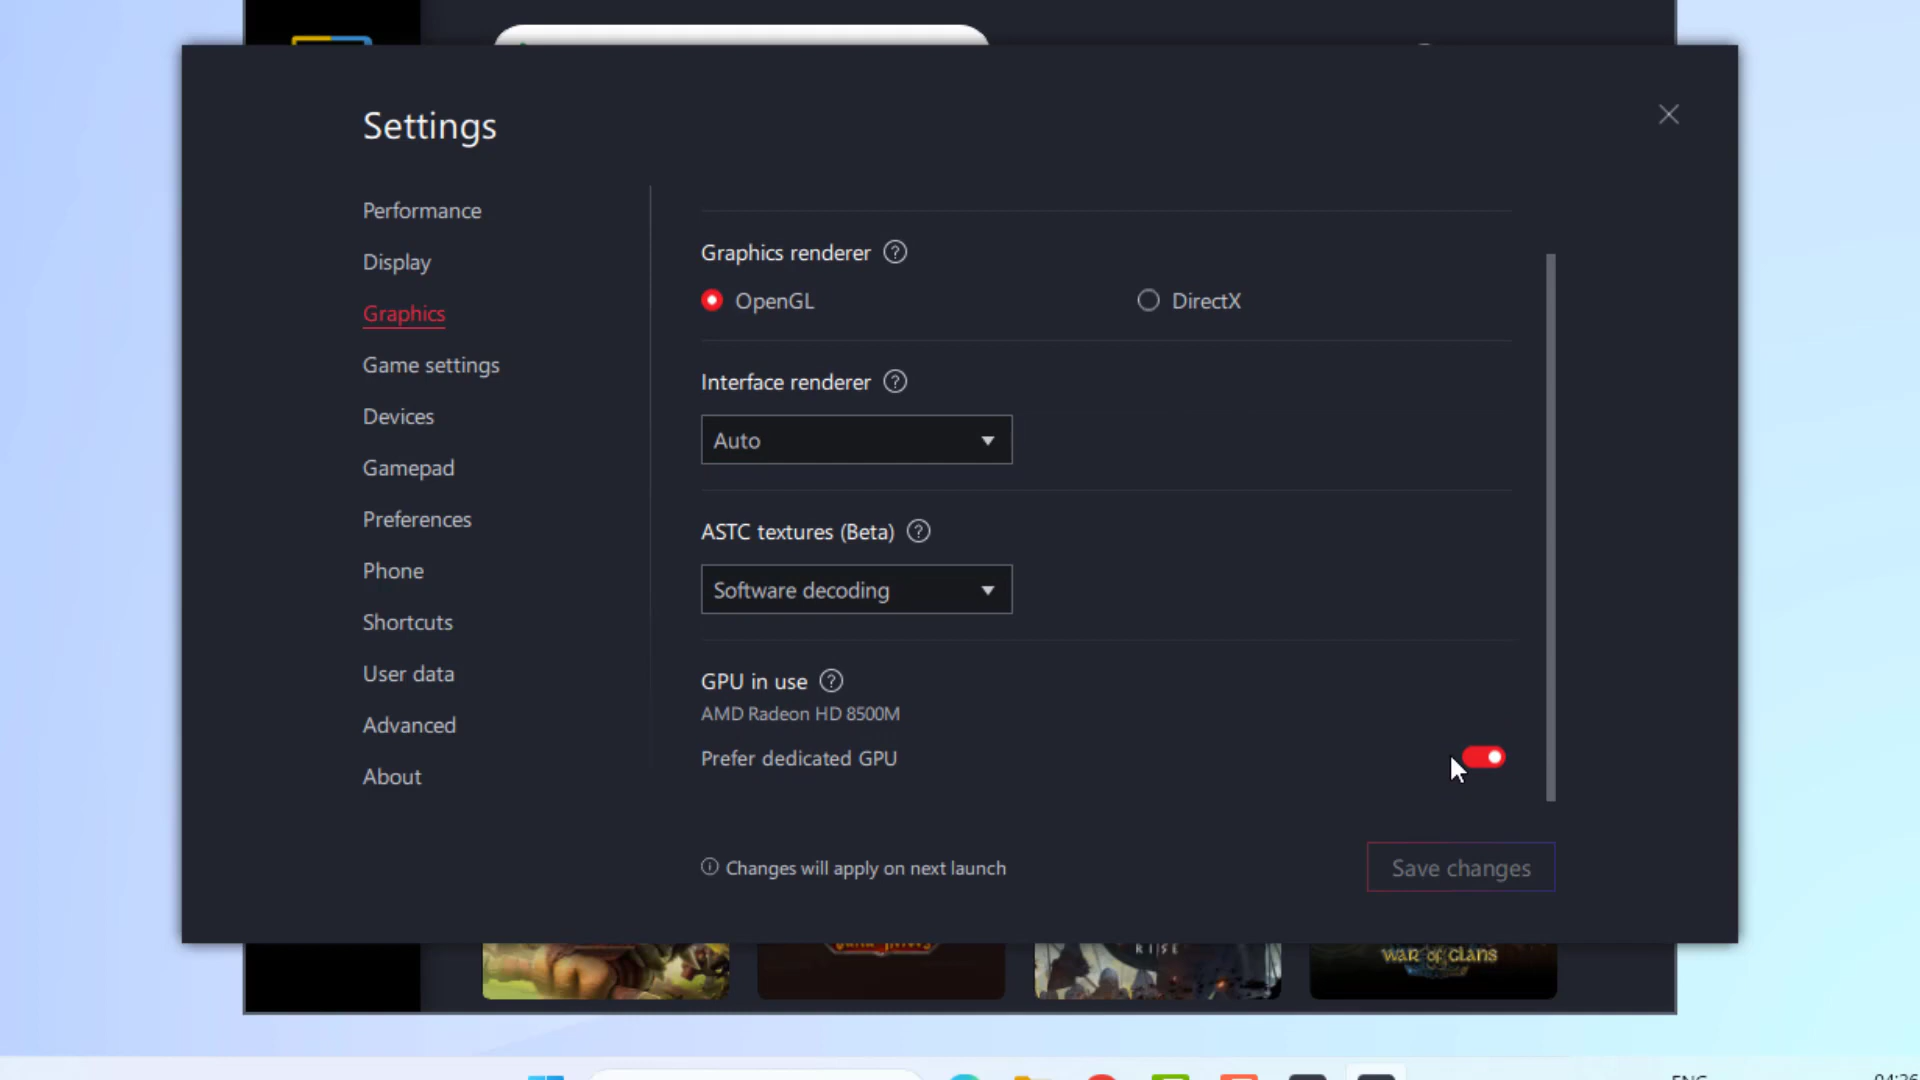 Settings
Performance
Display
Graphics
Game settings
Devices
Gamepad
Preferences
Phone
Shortcuts
User data
Advanced
About
Graphics renderer ?
OpenGL
DirectX
Interface renderer ?
Auto
ASTC textures (Beta) ?
Software decoding
GPU in use ?
AMD Radeon HD 8500M
Prefer dedicated GPU
Changes will apply on next launch
Save changes
RISE
WAR OF CLANS
ENG